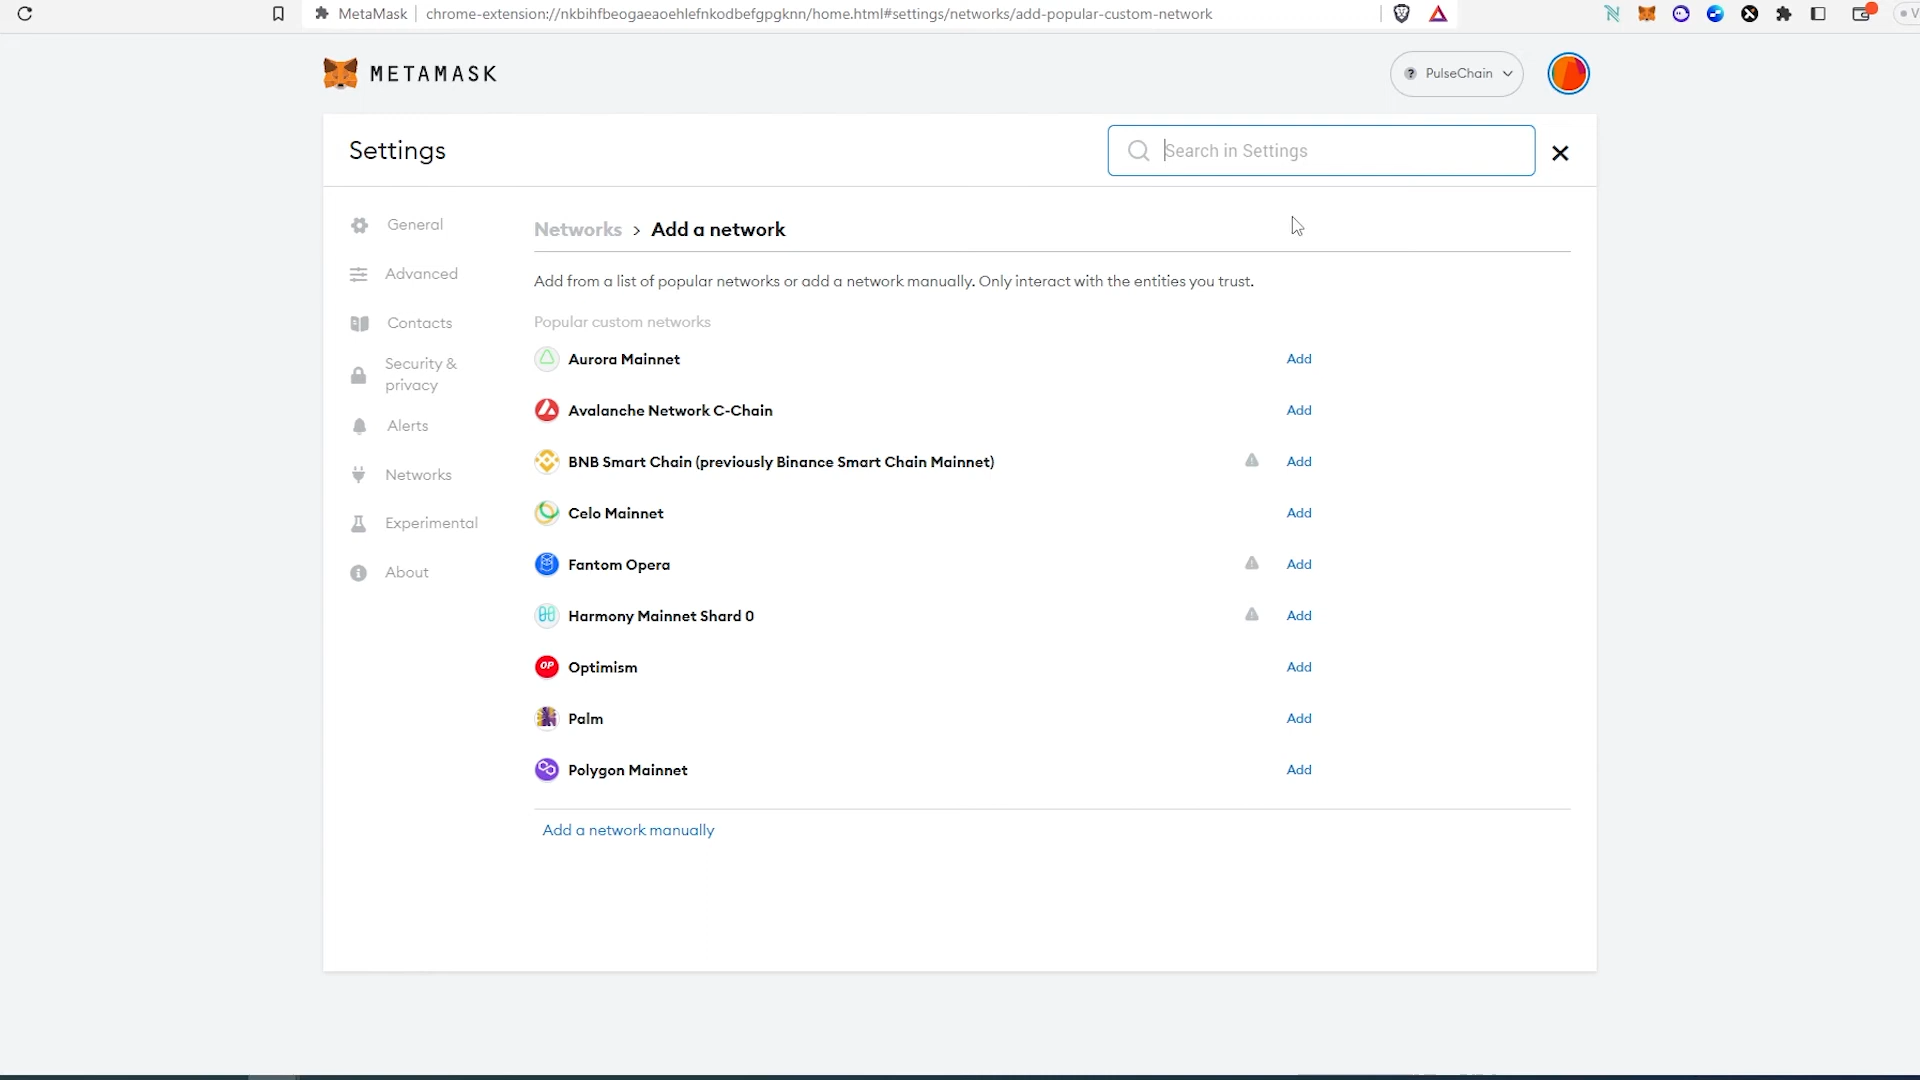 MetaMask
chrome-extension://nkbihfbeogaeaoehlefnkodbefgpgknn/home.html#settings/networks/add-popular-custom-network
METAMASK
? PulseChain
Settings
Search in Settings
General
Networks > Add a network
Advanced
Add from a list of popular networks or add a network manually. Only interact with the entities you trust.
Contacts
Popular custom networks
Security & privacy
Aurora Mainnet Add
Avalanche Network C-Chain Add
Alerts
BNB Smart Chain (previously Binance Smart Chain Mainnet) Add
Networks
Celo Mainnet Add
Experimental
Fantom Opera Add
About
Harmony Mainnet Shard 0 Add
OP Optimism Add
Palm Add
Polygon Mainnet Add
Add a network manually